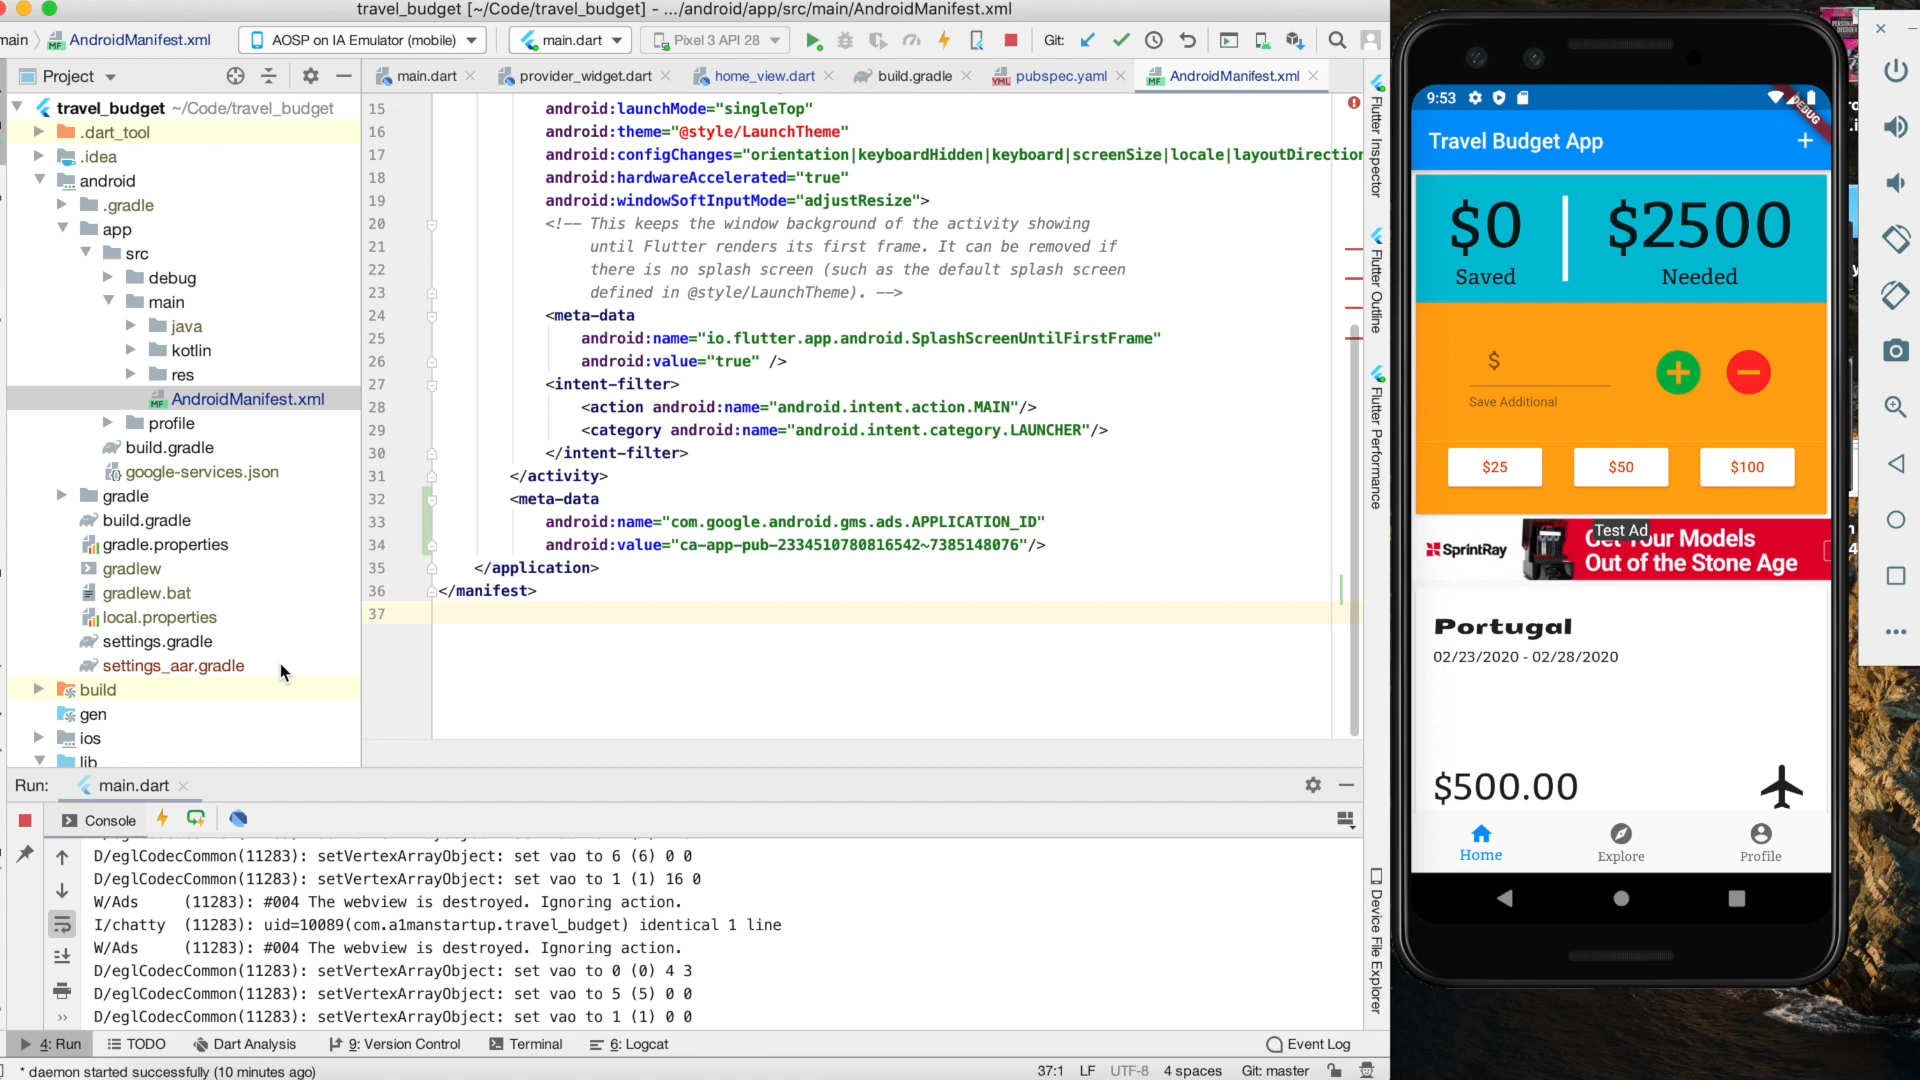 travel_budget [~/Code/travel_budget] - .../android/app/src/main/AndroidManifest.xml
main AndroidManifest.xml AOSP on IA Emulator (mobile) main.dart Pixel 3 API 28 Git:
Project
main.dart provider_widget.dart home_view.dart build.gradle pubspec.yaml AndroidManifest.xml
travel_budget ~/Code/travel_budget
.dart_tool
.idea
android
.gradle
app
src
debug
main
java
kotlin
res
AndroidManifest.xml
profile
build.gradle
google-services.json
gradle
build.gradle
gradle.properties
gradlew
gradlew.bat
local.properties
settings.gradle
settings_aar.gradle
build
gen
ios
lib
15 android:launchMode="singleTop"
16 android:theme="@style/LaunchTheme"
17 android:configChanges="orientation|keyboardHidden|keyboard|screenSize|locale|layoutDirection
18 android:hardwareAccelerated="true"
19 android:windowSoftInputMode="adjustResize">
20 <!-- This keeps the window background of the activity showing
21 until Flutter renders its first frame. It can be removed if
22 there is no splash screen (such as the default splash screen
23 defined in @style/LaunchTheme). -->
24 <meta-data
25 android:name="io.flutter.app.android.SplashScreenUntilFirstFrame"
26 android:value="true" />
27 <intent-filter>
28 <action android:name="android.intent.action.MAIN"/>
29 <category android:name="android.intent.category.LAUNCHER"/>
30 </intent-filter>
31 </activity>
32 <meta-data
33 android:name="com.google.android.gms.ads.APPLICATION_ID"
34 android:value="ca-app-pub-2334510780816542~7385148076"/>
35 </application>
36 </manifest>
37
Flutter Inspector
Flutter Outline
Flutter Performance
Device File Explorer
Run: main.dart
Console
D/eglCodecCommon(11283): setVertexArrayObject: set vao to 6 (6) 0 0
D/eglCodecCommon(11283): setVertexArrayObject: set vao to 1 (1) 16 0
W/Ads     (11283): #004 The webview is destroyed. Ignoring action.
I/chatty  (11283): uid=10089(com.a1manstartup.travel_budget) identical 1 line
W/Ads     (11283): #004 The webview is destroyed. Ignoring action.
D/eglCodecCommon(11283): setVertexArrayObject: set vao to 0 (0) 4 3
D/eglCodecCommon(11283): setVertexArrayObject: set vao to 5 (5) 0 0
D/eglCodecCommon(11283): setVertexArrayObject: set vao to 1 (1) 0 0
4: Run TODO Dart Analysis 9: Version Control Terminal 6: Logcat Event Log
* daemon started successfully (10 minutes ago) 37:1 LF UTF-8 4 spaces Git: master
9:53
DEBUG
Travel Budget App +
$0 $2500
Saved Needed
$
Save Additional
$25 $50 $100
Test Ad
SprintRay
Get Your Models
Out of the Stone Age
Portugal
02/23/2020 - 02/28/2020
$500.00
Home Explore Profile